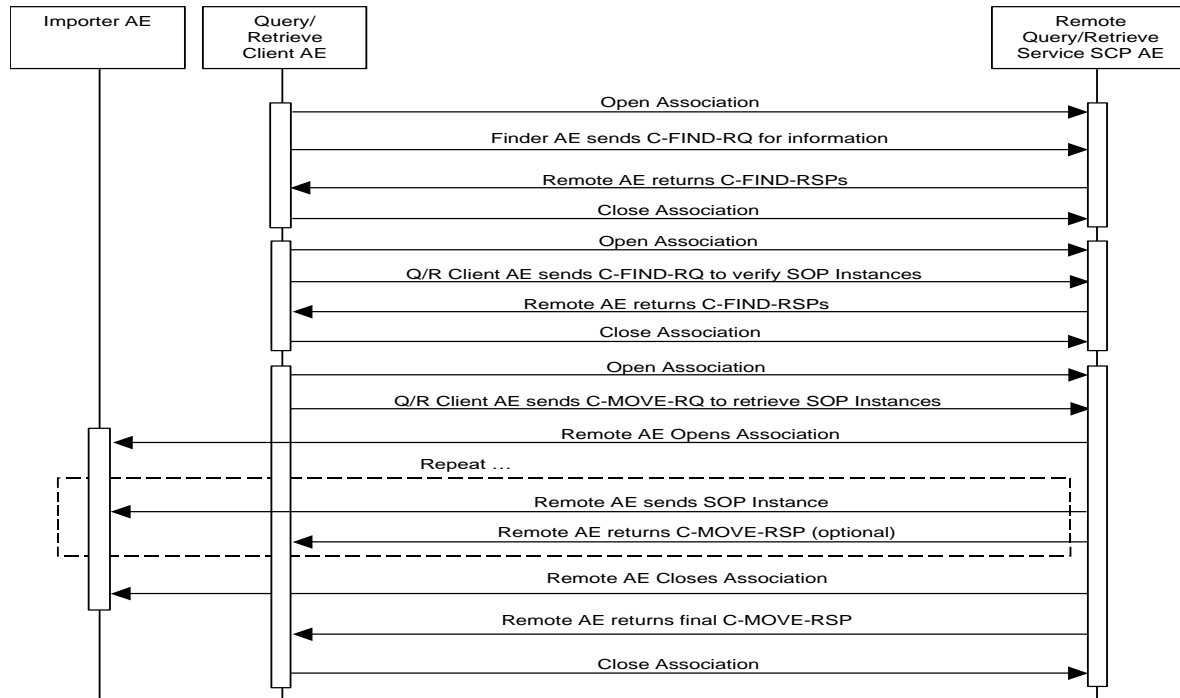 Importer AE
Query/
Retrieve
Client AE
Remote
Query/Retrieve
Service SCP AE
Open Association
Finder AE sends C-FIND-RQ for information
Remote AE returns C-FIND-RSPs
Close Association
Open Association
Q/R Client AE sends C-FIND-RQ to verify SOP Instances
Remote AE returns C-FIND-RSPs
Close Association
Open Association
Q/R Client AE sends C-MOVE-RQ to retrieve SOP Instances
Remote AE Opens Association
Repeat …
Remote AE sends SOP Instance
Remote AE returns C-MOVE-RSP (optional)
Remote AE Closes Association
Remote AE returns final C-MOVE-RSP
Close Association